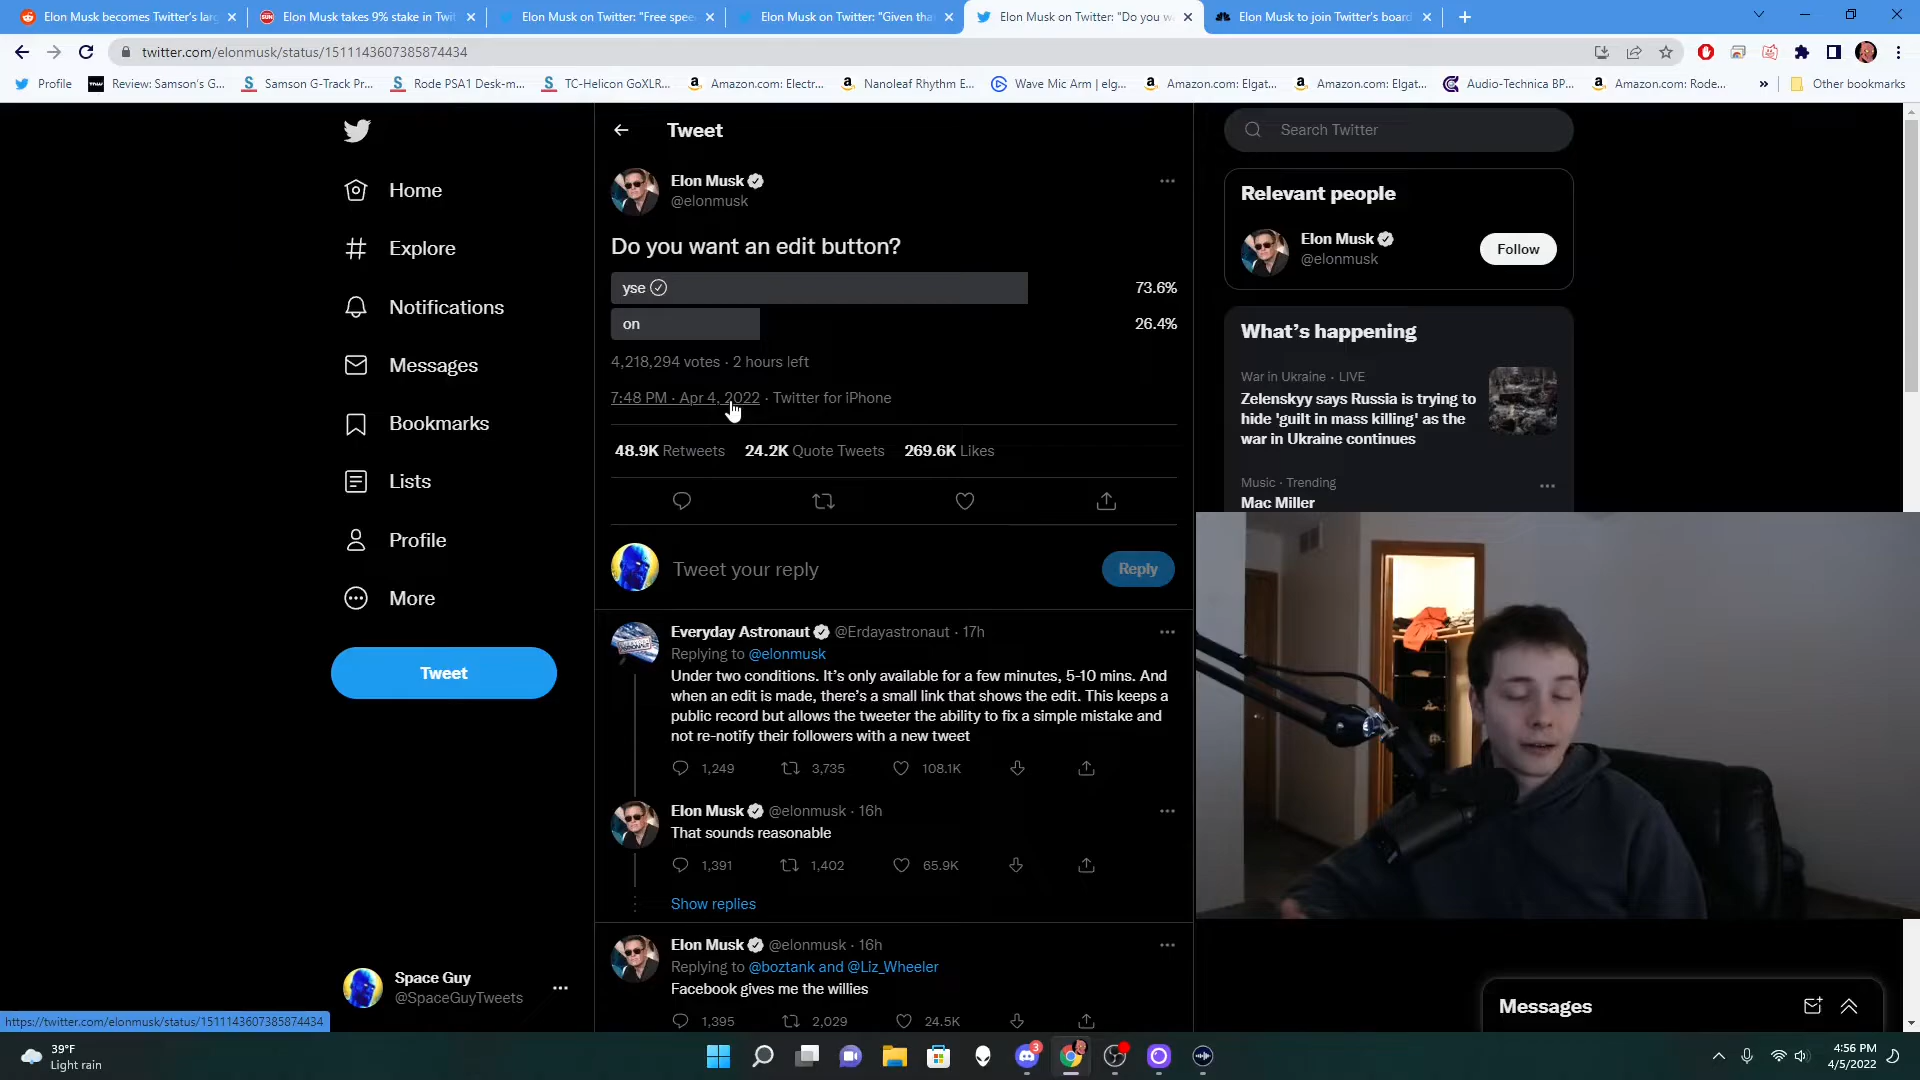 Elon Musk becomes Twitter's larg
Elon Musk takes 9% stake in Twit
Elon Musk on Twitter: "Free spee
Elon Musk on Twitter: "Given tha
Elon Musk on Twitter: "Do you w
Elon Musk to join Twitter's board
twitter.com/elonmusk/status/1511143607385874434
Profile
Review: Samson's G...
Samson G-Track Pr...
Rode PSA1 Desk-m...
TC-Helicon GoXLR...
Amazon.com: Electr...
Nanoleaf Rhythm E...
Wave Mic Arm | elg...
Amazon.com: Elgat...
Amazon.com: Elgat...
Audio-Technica BP...
Amazon.com: Rode...
»
Other bookmarks
Home
Explore
Notifications
Messages
Bookmarks
Lists
Profile
More
Tweet
Space Guy
@SpaceGuyTweets
Tweet
Elon Musk
@elonmusk
Do you want an edit button?
yse 73.6%
on 26.4%
4,218,294 votes · 2 hours left
7:48 PM · Apr 4, 2022 · Twitter for iPhone
48.9K Retweets 24.2K Quote Tweets 269.6K Likes
Tweet your reply
Reply
Everyday Astronaut @Erdayastronaut · 17h
Replying to @elonmusk
Under two conditions. It's only available for a few minutes, 5-10 mins. And
when an edit is made, there's a small link that shows the edit. This keeps a
public record but allows the tweeter the ability to fix a simple mistake and
not re-notify their followers with a new tweet
1,249 3,735 108.1K
Elon Musk @elonmusk · 16h
That sounds reasonable
1,391 1,402 65.9K
Show replies
Elon Musk @elonmusk · 16h
Replying to @boztank and @Liz_Wheeler
Facebook gives me the willies
1,395 2,029 24.5K
Search Twitter
Relevant people
Elon Musk
@elonmusk
Follow
What's happening
War in Ukraine · LIVE
Zelenskyy says Russia is trying to
hide 'guilt in mass killing' as the
war in Ukraine continues
Music · Trending
Mac Miller
Messages
https://twitter.com/elonmusk/status/1511143607385874434
39°F
Light rain
3
4:56 PM
4/5/2022